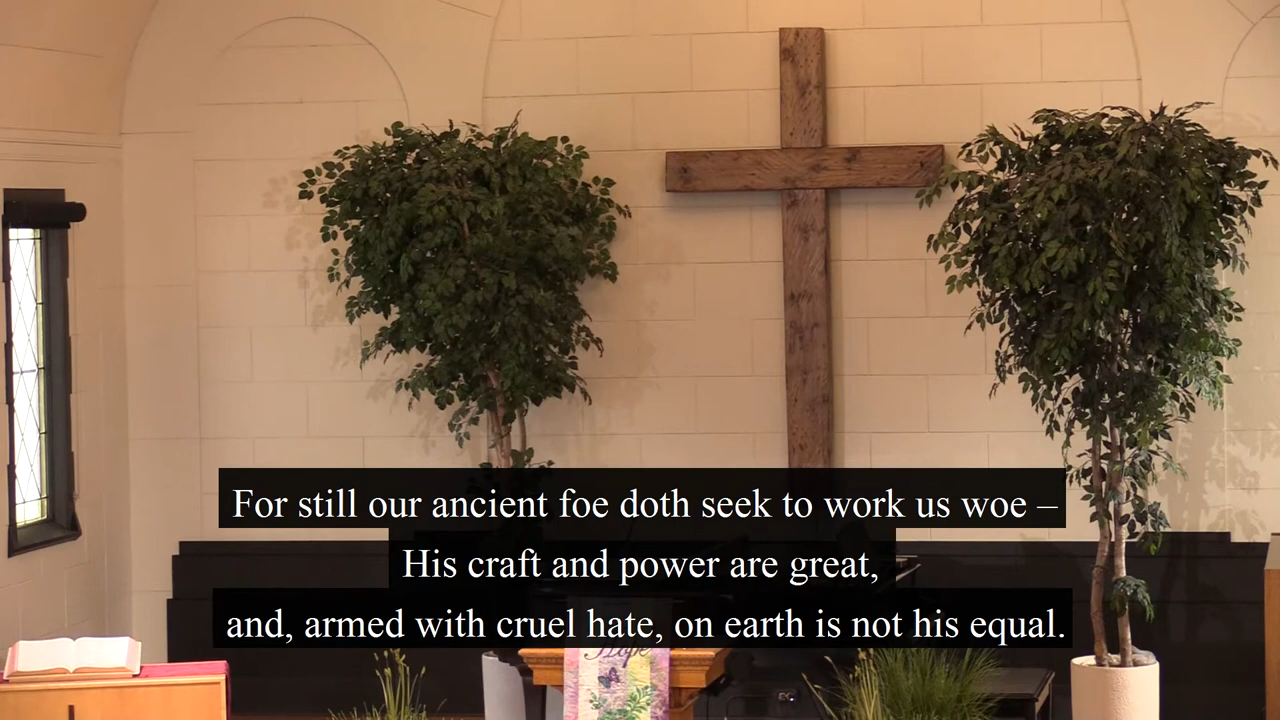 For still our ancient foe doth seek to work us woe –
His craft and power are great,
and, armed with cruel hate, on earth is not his equal.
Hope